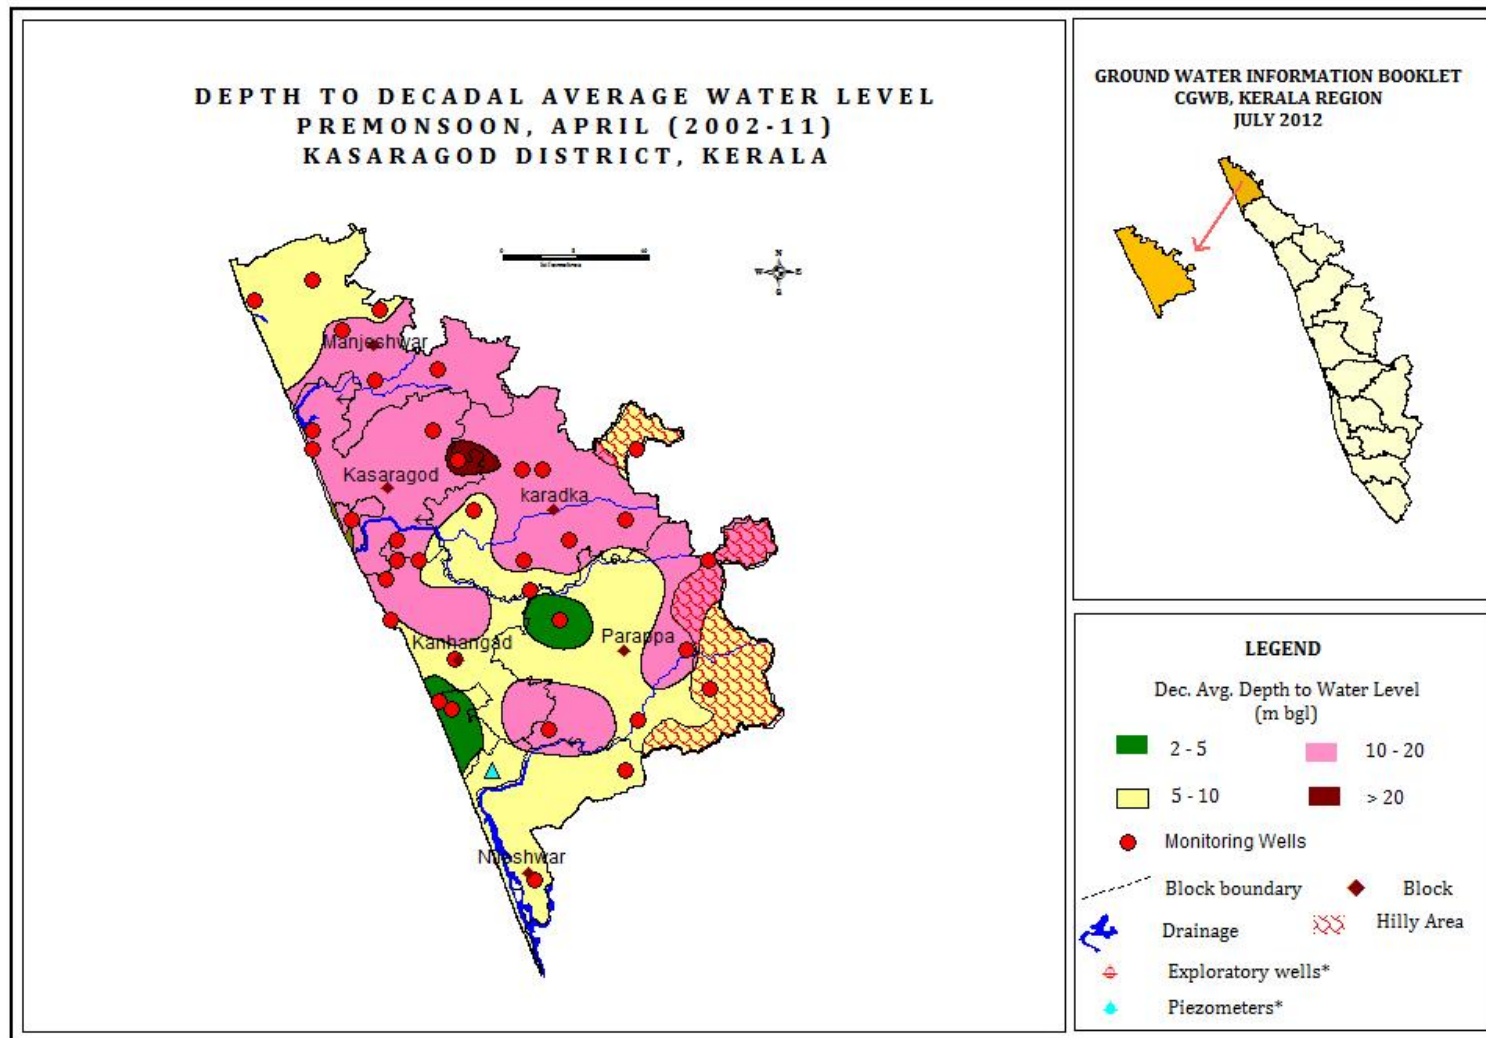 DEPTH TO DECADAL AVERAGE WATER LEVEL
PREMONSOON, APRIL (2002-11)
KASARAGOD DISTRICT, KERALA
N
W
E
Manjeshwar
Kasaragod
karadka
Kanhangad
Parappa
Nileshwar
GROUND WATER INFORMATION BOOKLET
CGWB, KERALA REGION
JULY 2012
LEGEND
Dec. Avg. Depth to Water Level
(m bgl)
2 - 5
10 - 20
5 - 10
> 20
Monitoring Wells
Block boundary
Block
Drainage
Hilly Area
Exploratory wells*
Piezometers*